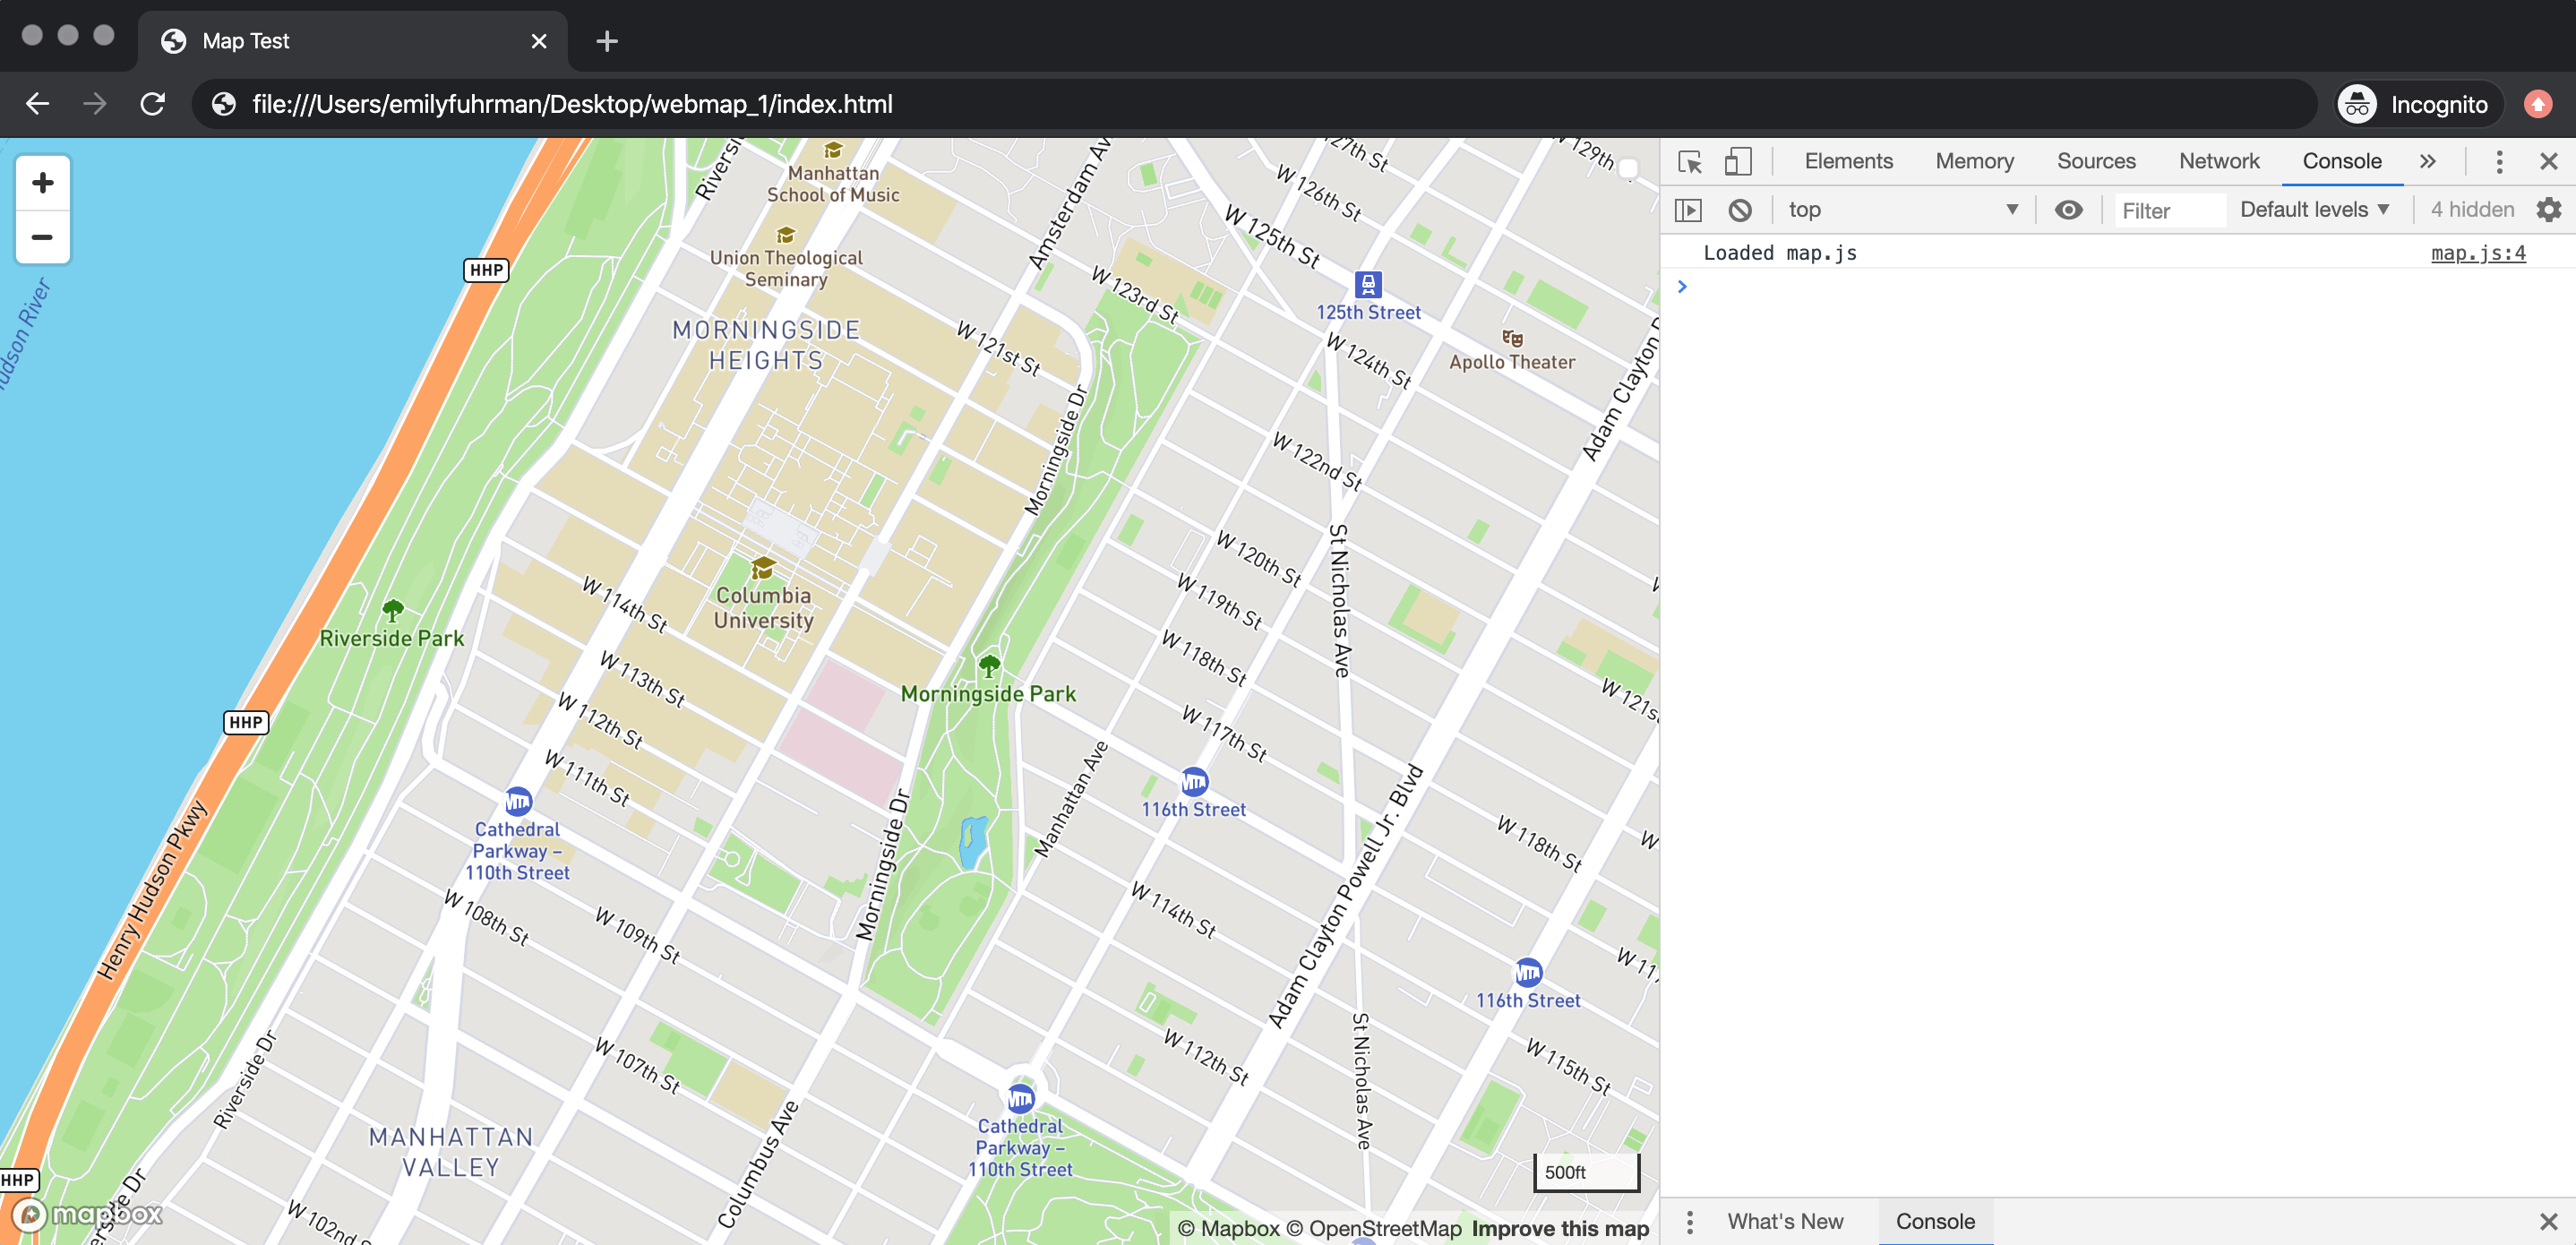 Map Test
file:///Users/emilyfuhrman/Desktop/webmap_1/index.html
Incognito
Elements
Memory
Sources
Network
Console
top
Filter
Default levels
4 hidden
Loaded map.js
map.js:4
What's New
Console
+
−
HHP
Manhattan
School of Music
Union Theological
Seminary
MORNINGSIDE
HEIGHTS
Amsterdam Av
W 125th St
W 126th St
27th St
W 129th
W 123rd St
125th Street
Apollo Theater
W 121st St
W 124th St
Morningside Dr
W 122nd St
Adam Clayton
St Nicholas Ave
W 120th St
W 119th St
W 118th St
Columbia
University
W 114th St
Riverside Park
W 113th St
Morningside Park
W 112th St
W 117th St
W 121s
HHP
W 111th St
116th Street
Manhattan Ave
Cathedral
Parkway –
110th Street
Henry Hudson Pkwy
Morningside Dr
Adam Clayton Powell Jr. Blvd
W 118th St
W 114th St
W 108th St
W 109th St
116th Street
W 112th St
St Nicholas Ave
W 115th St
W 107th St
Riverside Dr
Cathedral
Parkway –
110th Street
MANHATTAN
VALLEY
Columbus Ave
HHP
W 102nd
500ft
mapbox
© Mapbox © OpenStreetMap Improve this map